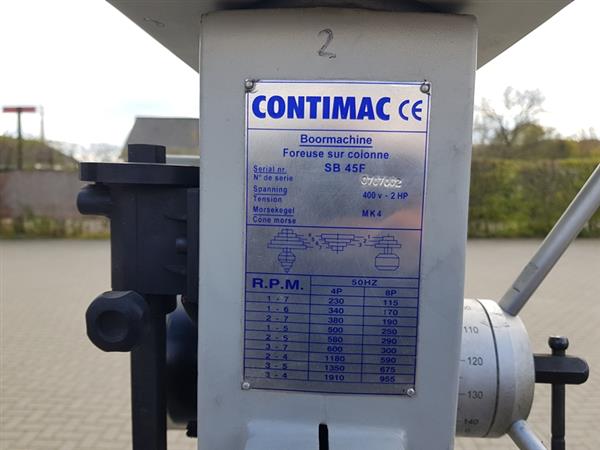 2
CONTIMAC CE
Boormachine
Foreuse sur colonne
Serial nr. SB 45F
N° de serie
Spanning
Tension 400 v - 2 HP
Morsekegel MK4
Cone morse
R.P.M. 50HZ
4P 8P
1 - 7 230 115
1 - 6 340 170
2 - 7 380 190
1 - 5 500 250
2 - 6 580 290
3 - 7 600 300
2 - 4 1180 590
3 - 5 1350 675
3 - 4 1910 955
110
120
130
140